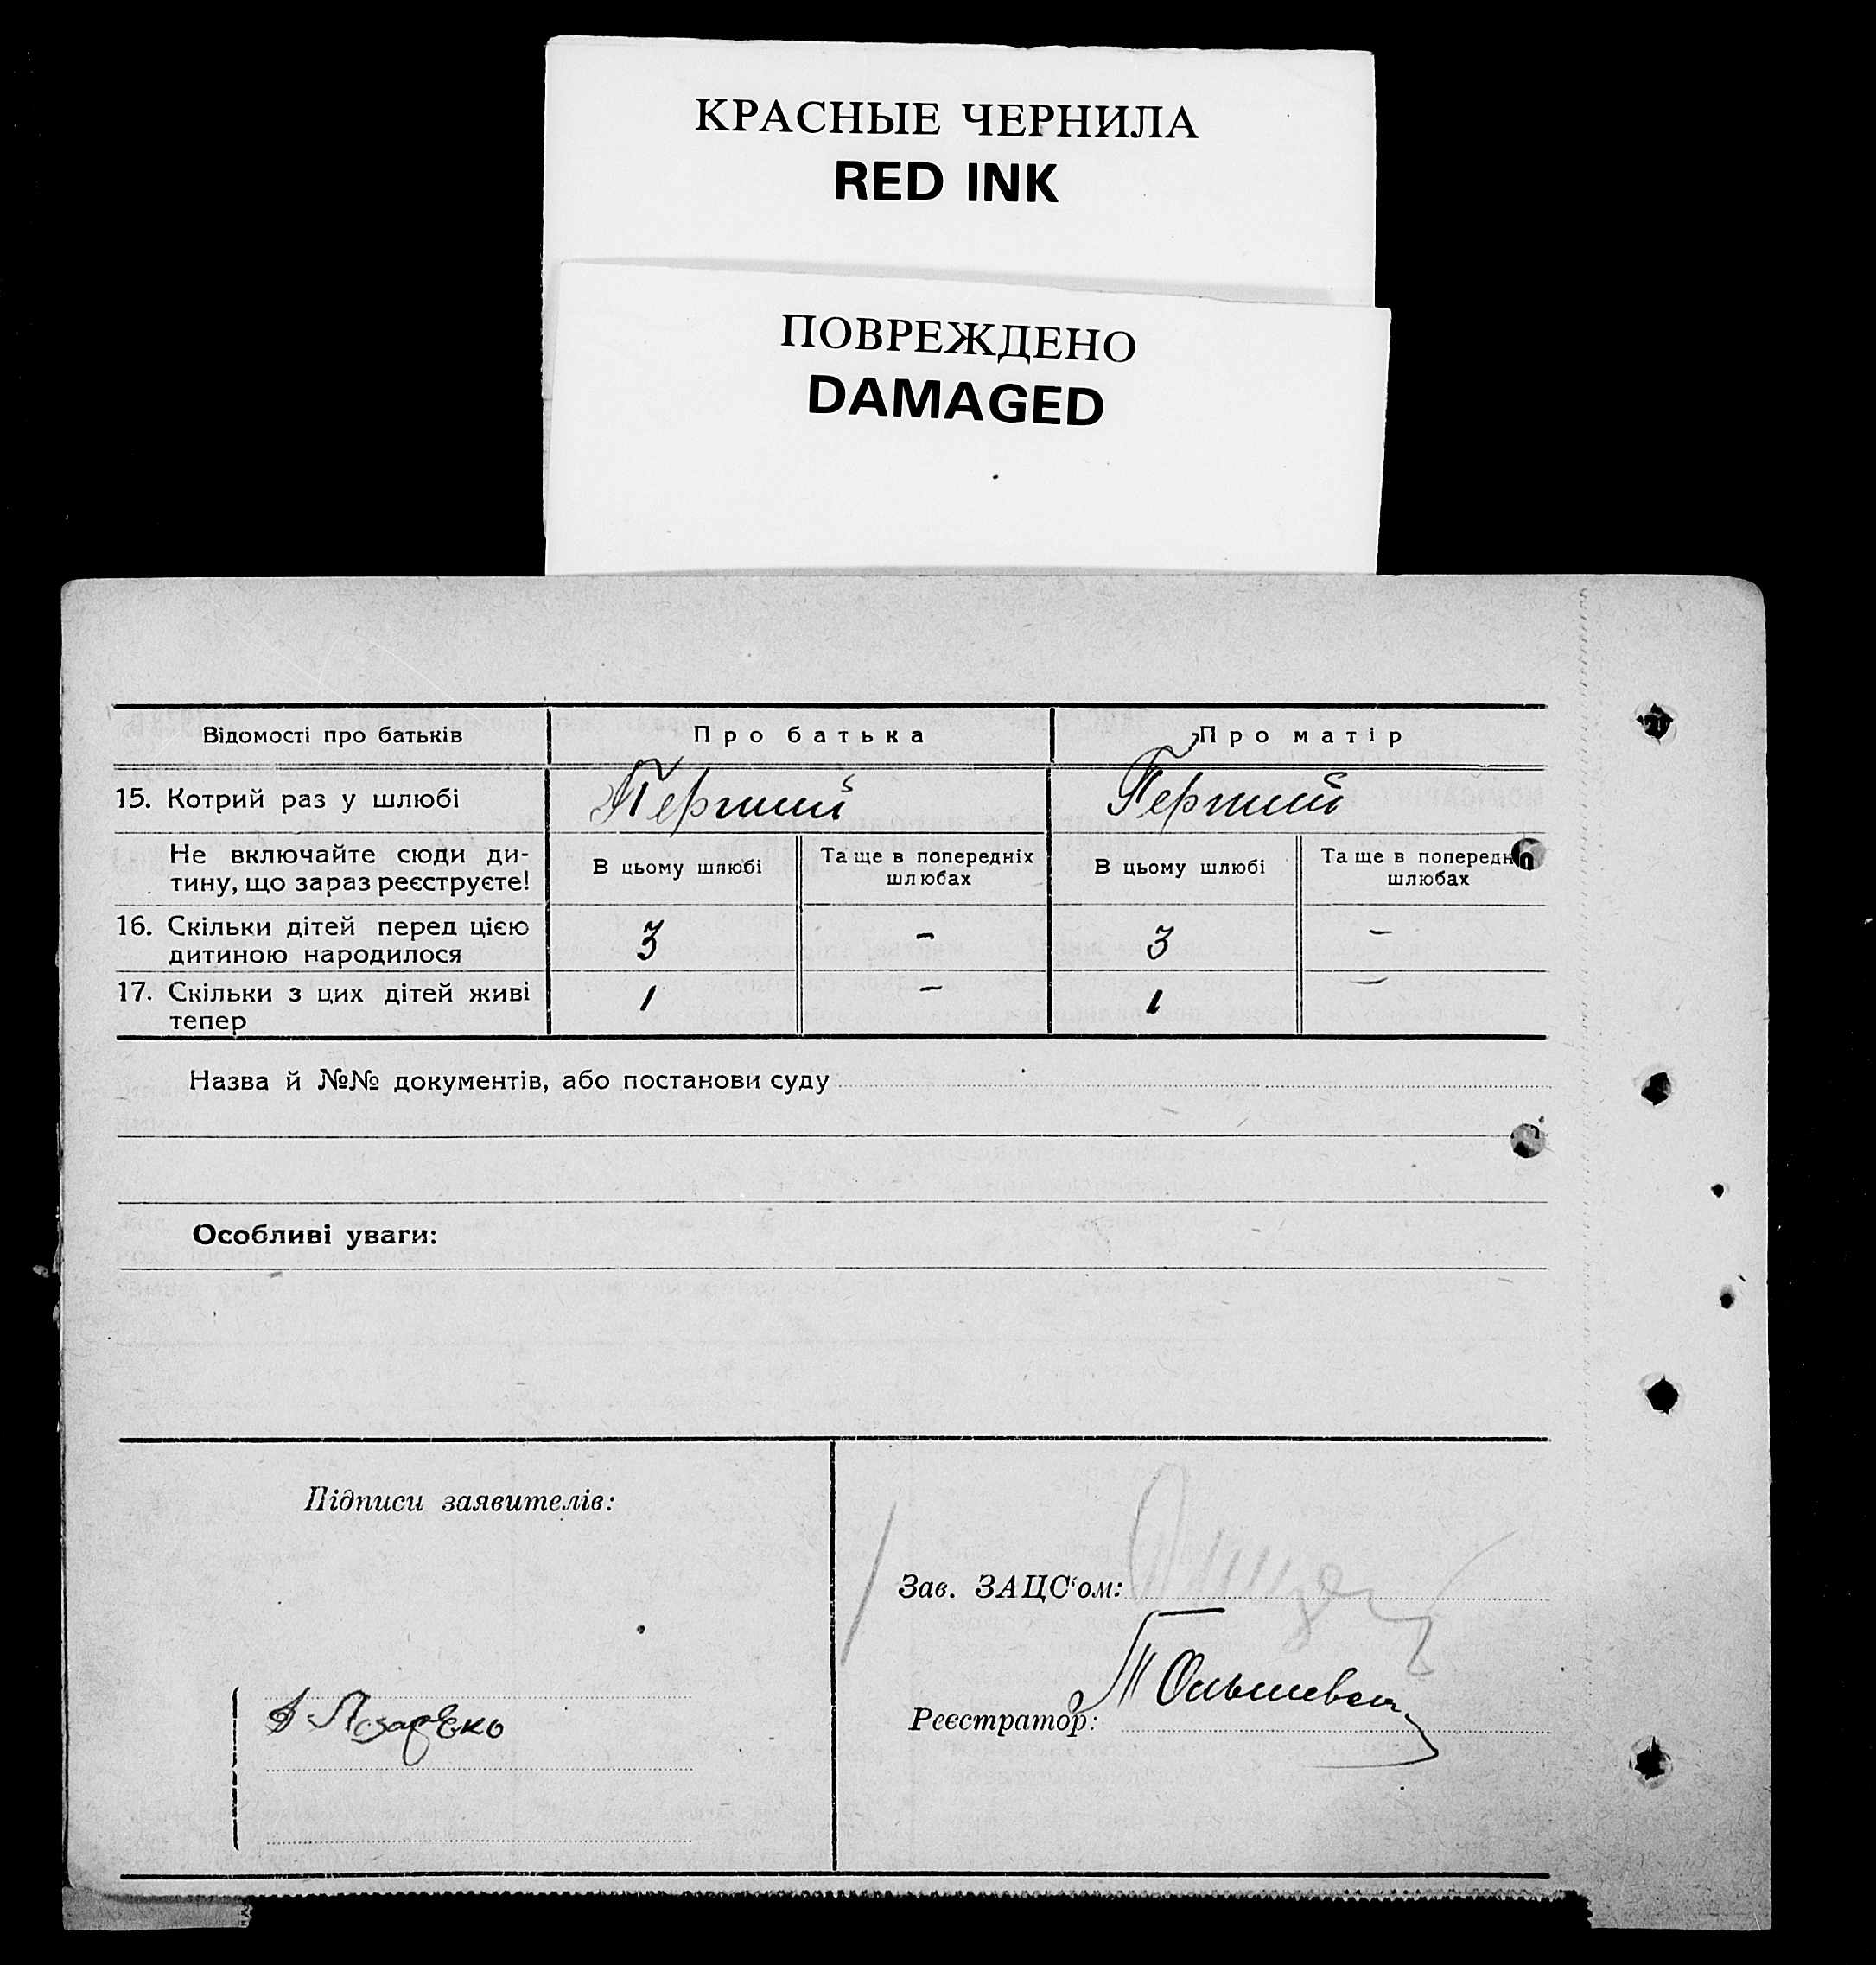 КРАСНЫЕ ЧЕРНИЛА
RED INK
ПОВРЕЖДЕНО
DAMAGED
Відомості про батьків Про батька Про матір
15. Котрий раз у шлюбі Перший Перший
Не включайте сюди ди-
тину, що зараз реєструєте!
В цьому шлюбі Та ще в попередніх шлюбах В цьому шлюбі Та ще в попередн шлюбах
16. Скільки дітей перед цією
дитиною народилося 3 – 3 –
17. Скільки з цих дітей живі
тепер 1 – 1 –
Назва й №№ документів, або постанови суду
Особливі уваги:
Підписи заявителів:
Зав. ЗАЦС'ом:
Реєстратор: